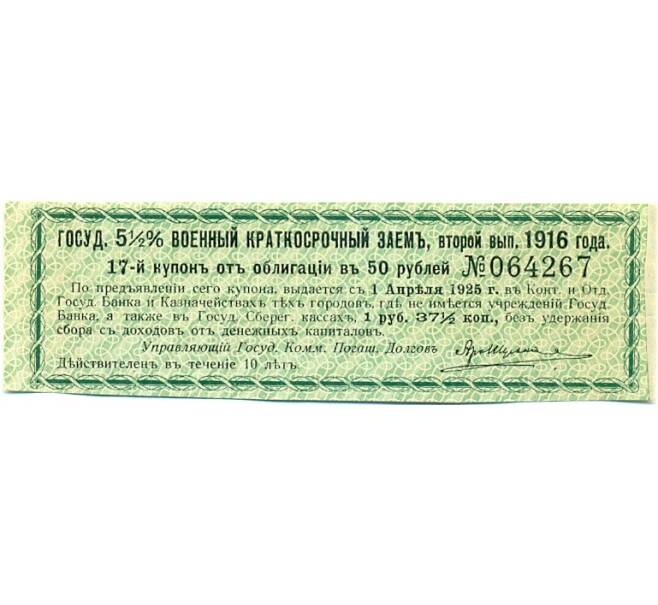 ГОСУД. 5½% ВОЕННЫЙ КРАТКОСРОЧНЫЙ ЗАЕМЪ, второй вып. 1916 года.
17-й купонъ отъ облигаціи въ 50 рублей №064267
По предъявленіи сего купона, выдается съ 1 Апрѣля 1925 г. въ Конт. и Отд.
Госуд. Банка и Казначействахъ тѣхъ городовъ, гдѣ не имѣется учрежденій Госуд.
Банка, а также въ Госуд. Сберег. кассахъ, 1 руб. 37½ коп., безъ удержанія
сбора съ доходовъ отъ денежныхъ капиталовъ.
Управляющій Госуд. Комм. Погаш. Долговъ
Дѣйствителенъ въ теченіе 10 лѣтъ.